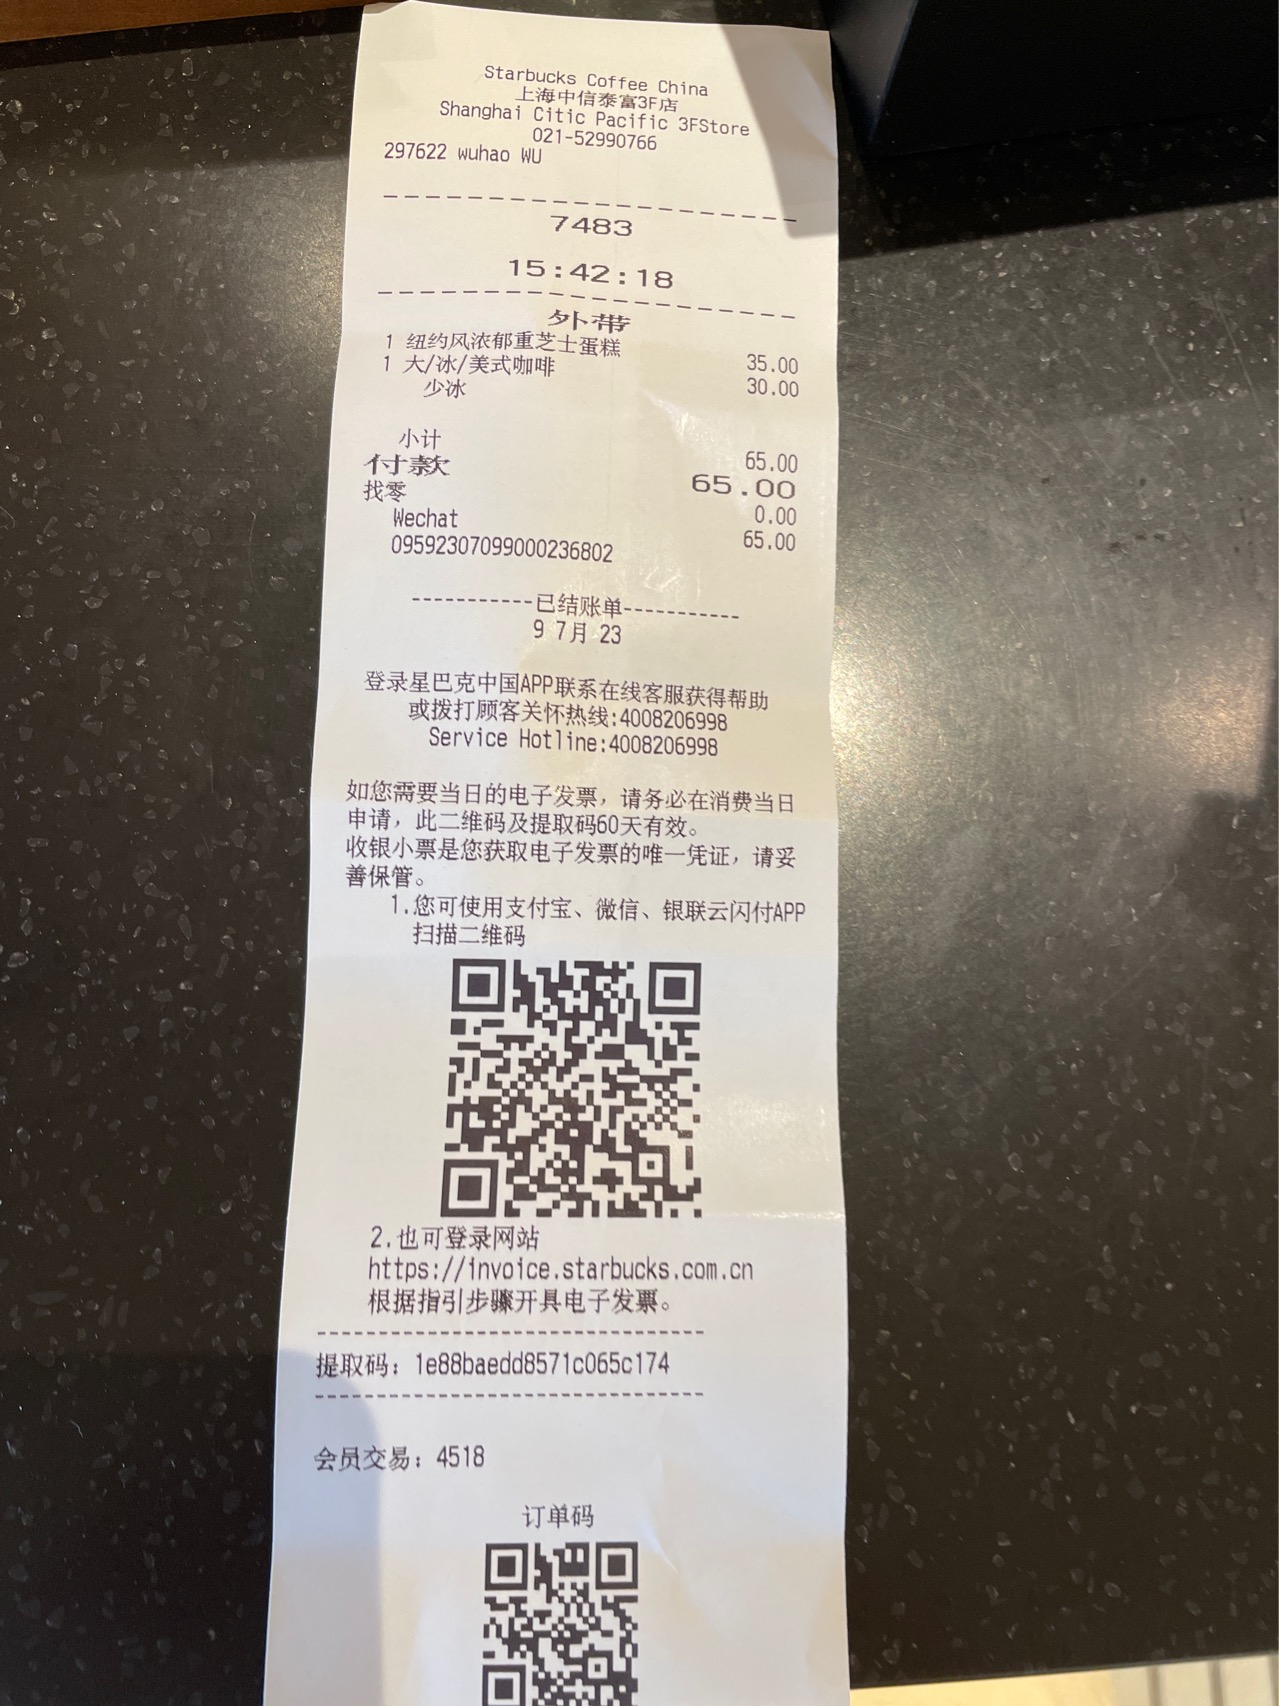 Starbucks Coffee China
上海中信泰富3F店
Shanghai Citic Pacific 3FStore
021-52990766
297622 wuhao WU
7483
15:42:18
外带
1 纽约风浓郁重芝士蛋糕 35.00
1 大/冰/美式咖啡 30.00
少冰
小计 65.00
付款 65.00
找零 0.00
Wechat 65.00
09592307099000236802
-----------已结账单-----------
9 7月 23
登录星巴克中国APP联系在线客服获得帮助
或拨打顾客关怀热线:4008206998
Service Hotline:4008206998
如您需要当日的电子发票，请务必在消费当日
申请，此二维码及提取码60天有效。
收银小票是您获取电子发票的唯一凭证，请妥
善保管。
1.您可使用支付宝、微信、银联云闪付APP
扫描二维码
2.也可登录网站
https://invoice.starbucks.com.cn
根据指引步骤开具电子发票。
提取码：1e88baedd8571c065c174
会员交易：4518
订单码